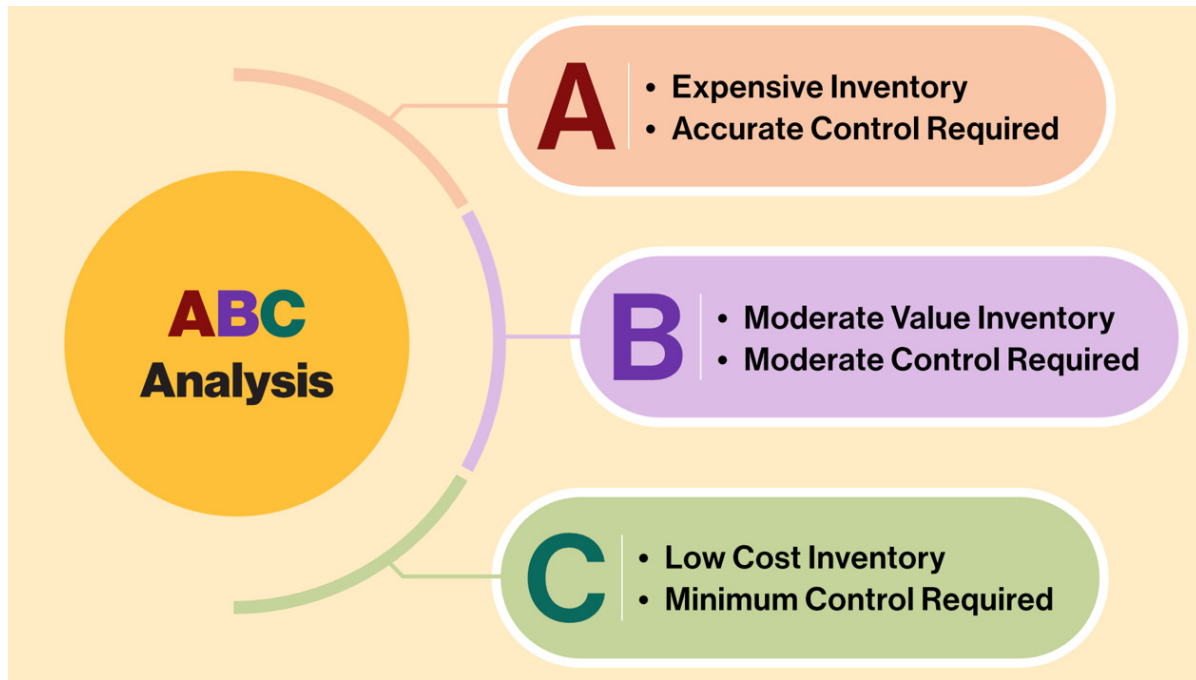 ABC
Analysis
A
• Expensive Inventory
• Accurate Control Required
B
• Moderate Value Inventory
• Moderate Control Required
C
• Low Cost Inventory
• Minimum Control Required